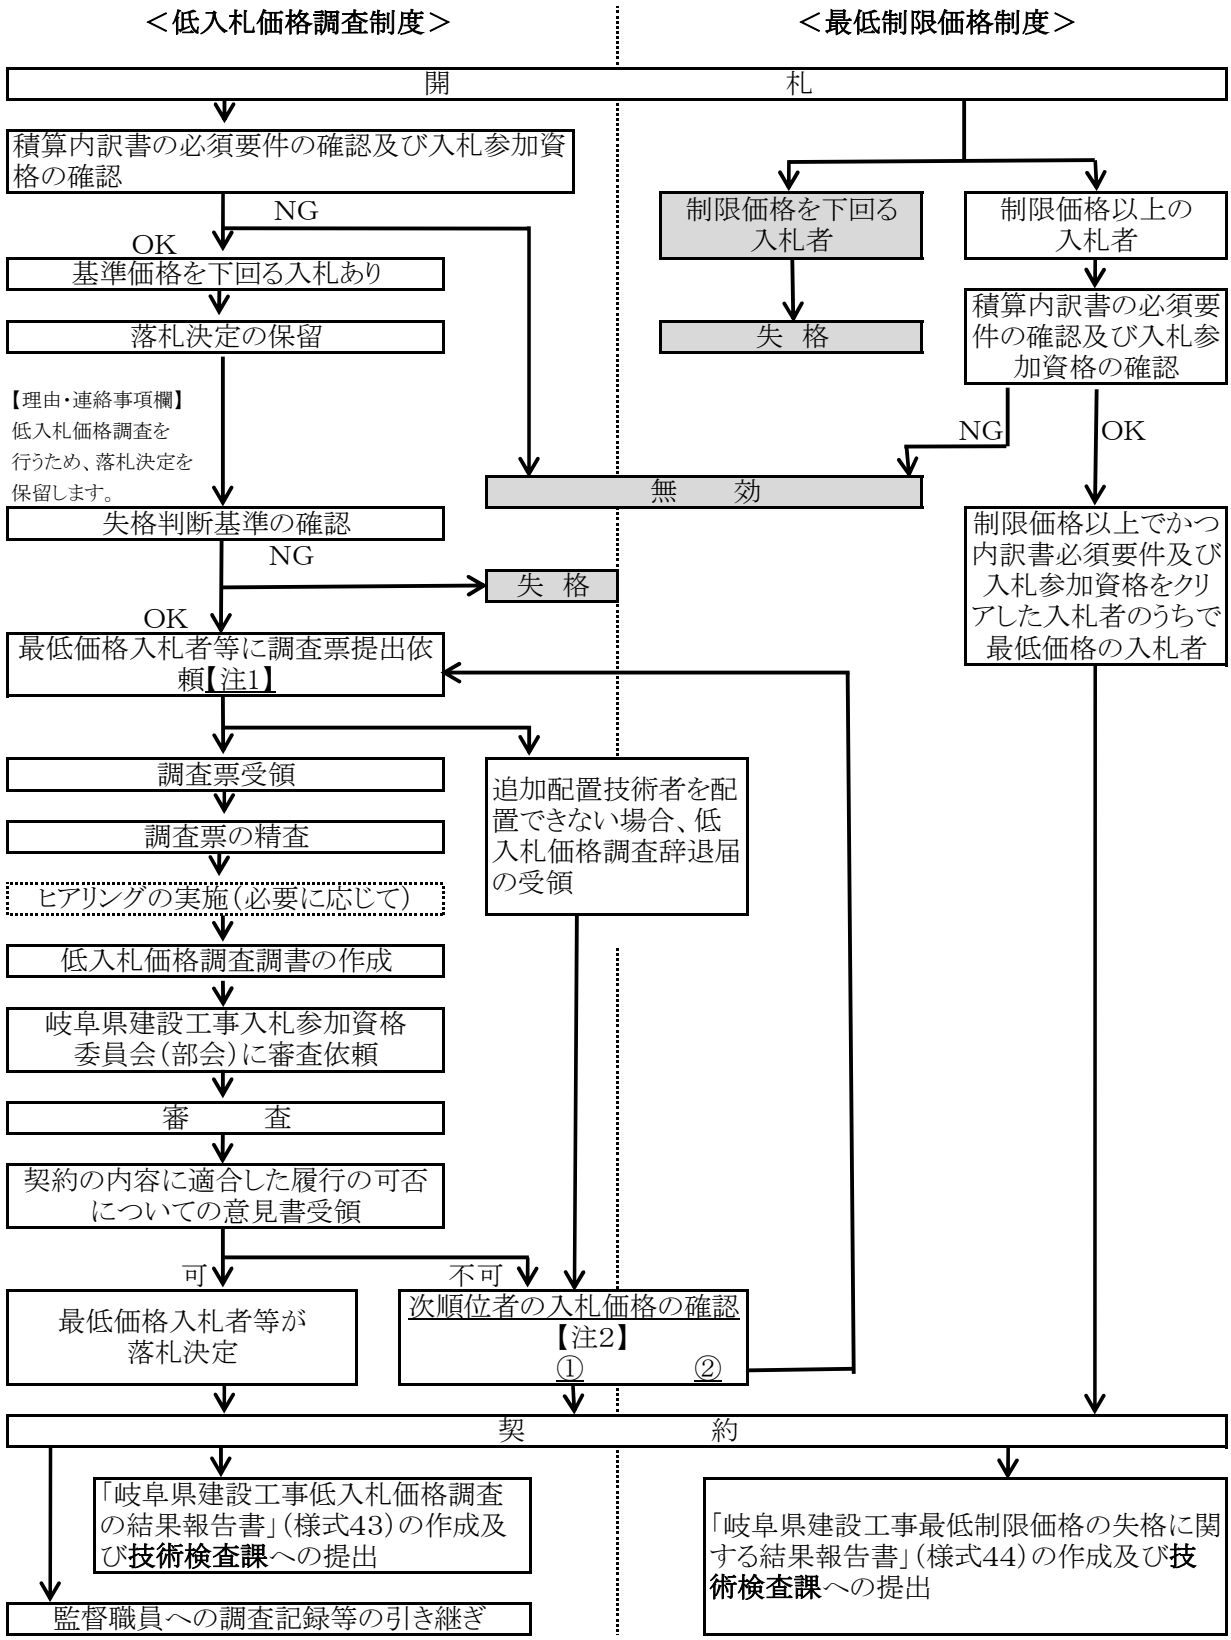 ＜低入札価格調査制度＞
＜最低制限価格制度＞
開　札
積算内訳書の必須要件の確認及び入札参加資
格の確認
NG
OK
基準価格を下回る入札あり
落札決定の保留
【理由・連絡事項欄】
低入札価格調査を
行うため、落札決定を
保留します。
失格判断基準の確認
NG
失 格
OK
最低価格入札者等に調査票提出依
頼【注1】
調査票受領
調査票の精査
ヒアリングの実施（必要に応じて）
低入札価格調査調書の作成
岐阜県建設工事入札参加資格
委員会（部会）に審査依頼
審　査
契約の内容に適合した履行の可否
についての意見書受領
可
不可
最低価格入札者等が
落札決定
追加配置技術者を配
置できない場合、低
入札価格調査辞退届
の受領
次順位者の入札価格の確認
【注2】
①　②
制限価格を下回る
入札者
失 格
制限価格以上の
入札者
積算内訳書の必須要
件の確認及び入札参
加資格の確認
NG
OK
無　効
制限価格以上でかつ
内訳書必須要件及び
入札参加資格をクリ
アした入札者のうちで
最低価格の入札者
契　約
「岐阜県建設工事低入札価格調査
の結果報告書」（様式43）の作成及
び技術検査課への提出
監督職員への調査記録等の引き継ぎ
「岐阜県建設工事最低制限価格の失格に関
する結果報告書」（様式44）の作成及び技
術検査課への提出